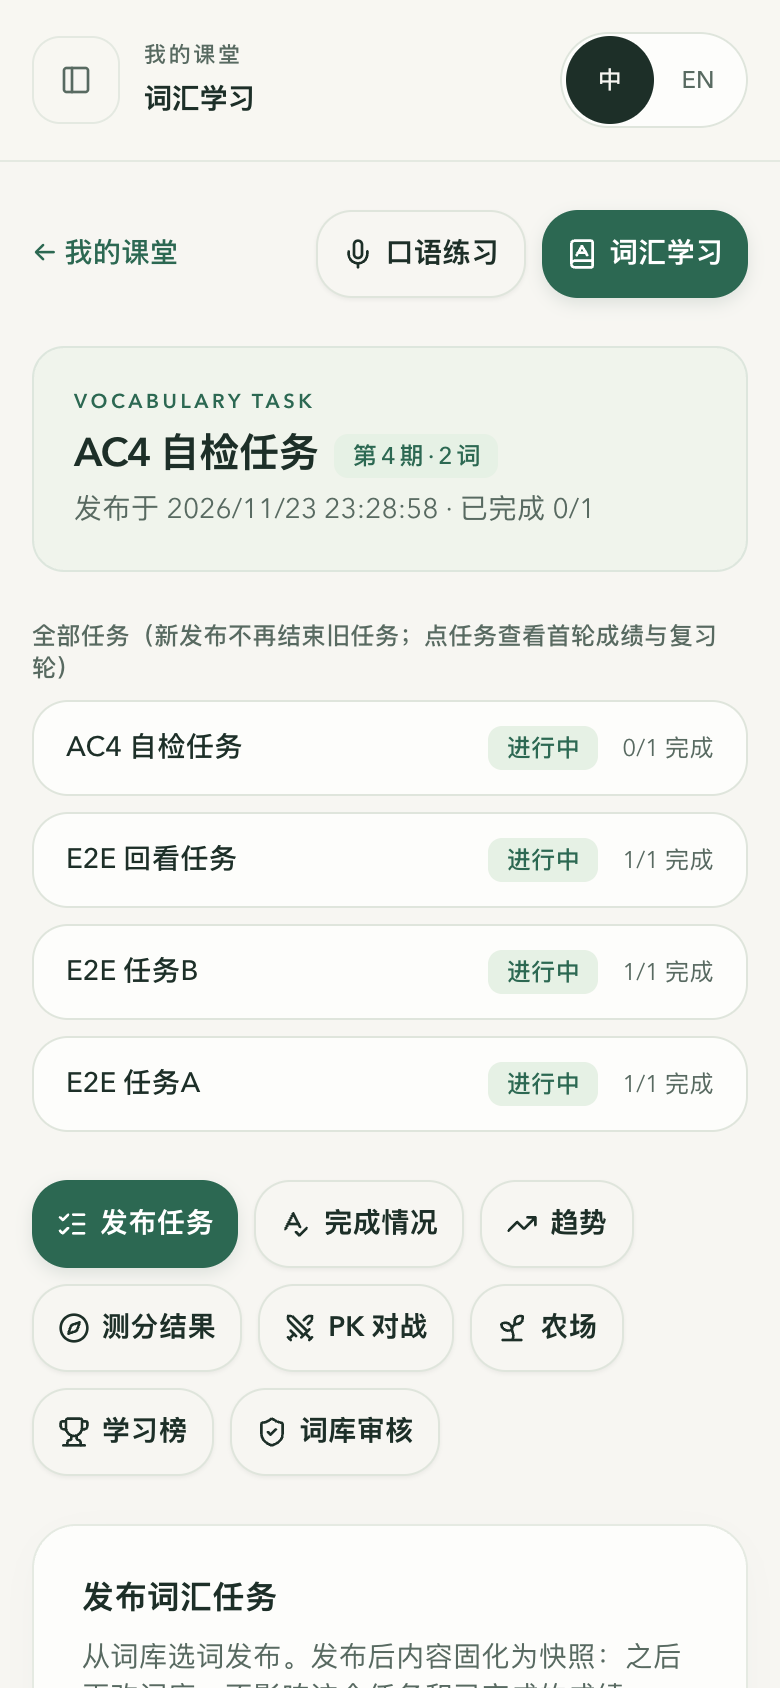 我的课堂
词汇学习
中
EN
← 我的课堂
口语练习
词汇学习
VOCABULARY TASK
AC4 自检任务
第 4 期 · 2 词
发布于 2026/11/23 23:28:58 · 已完成 0/1
全部任务（新发布不再结束旧任务；点任务查看首轮成绩与复习
轮）
AC4 自检任务 进行中 0/1 完成
E2E 回看任务 进行中 1/1 完成
E2E 任务B 进行中 1/1 完成
E2E 任务A 进行中 1/1 完成
发布任务
完成情况
趋势
测分结果
PK 对战
农场
学习榜
词库审核
发布词汇任务
从词库选词发布。发布后内容固化为快照：之后